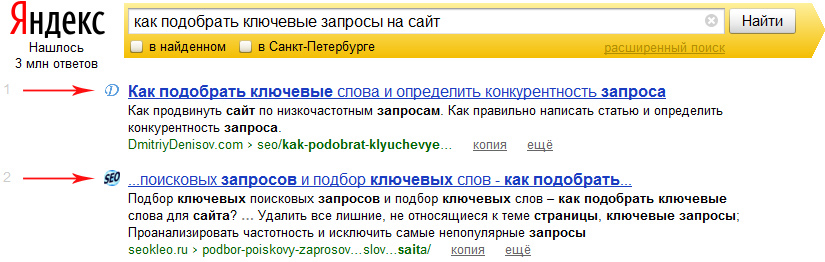 Яндекс
как подобрать ключевые запросы на сайт
Найти
Нашлось
3 млн ответов
в найденном
в Санкт-Петербурге
расширенный поиск
1
Как подобрать ключевые слова и определить конкурентность запроса
Как продвинуть сайт по низкочастотным запросам. Как правильно написать статью и определить
конкурентность запроса.
DmitriyDenisov.com › seo/kak-podobrat-klyuchevye... копия ещё
2
SEO
...поисковых запросов и подбор ключевых слов - как подобрать...
Подбор ключевых поисковых запросов и подбор ключевых слов – как подобрать ключевые
слова для сайта? ... Удалить все лишние, не относящиеся к теме страницы, ключевые запросы;
Проанализировать частотность и исключить самые непопулярные запросы
seokleo.ru › podbor-poiskovy-zaprosov...slov...saita/ копия ещё